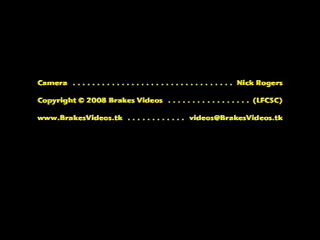 Camera ................................. Nick Rogers
Copyright © 2008 Brakes Videos ................. (LFCSC)
www.BrakesVideos.tk ............ videos@BrakesVideos.tk